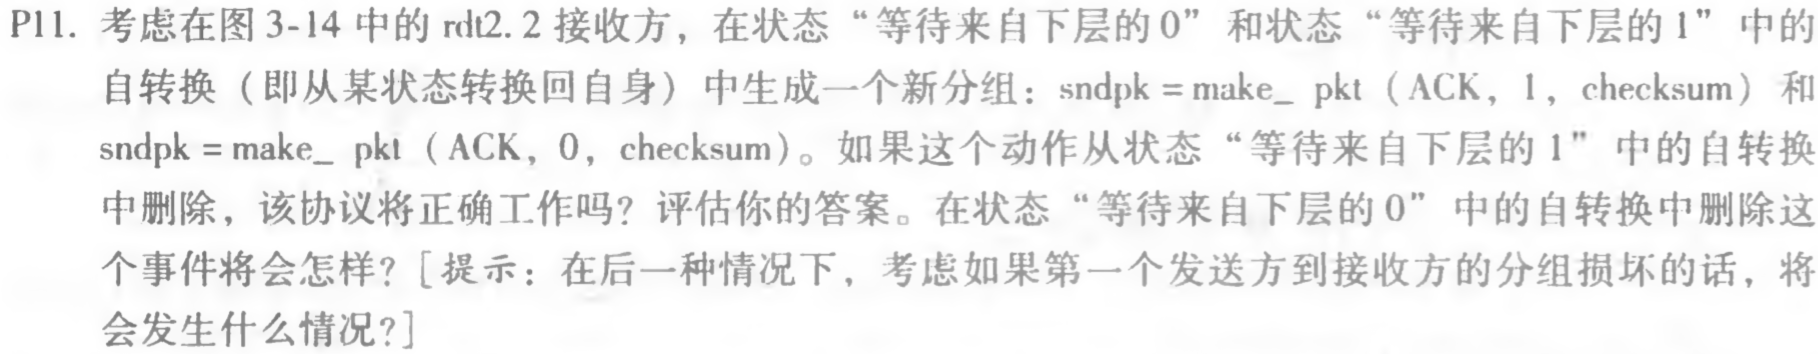 P11. 考虑在图 3-14 中的 rdt2.2 接收方，在状态“等待来自下层的0”和状态“等待来自下层的 1”中的
自转换（即从某状态转换回自身）中生成一个新分组：sndpk = make_ pkt（ACK，1，checksum）和
sndpk = make_ pkt（ACK，0，checksum）。如果这个动作从状态“等待来自下层的 1”中的自转换
中删除，该协议将正确工作吗？评估你的答案。在状态“等待来自下层的0”中的自转换中删除这
个事件将会怎样？[提示：在后一种情况下，考虑如果第一个发送方到接收方的分组损坏的话，将
会发生什么情况？]